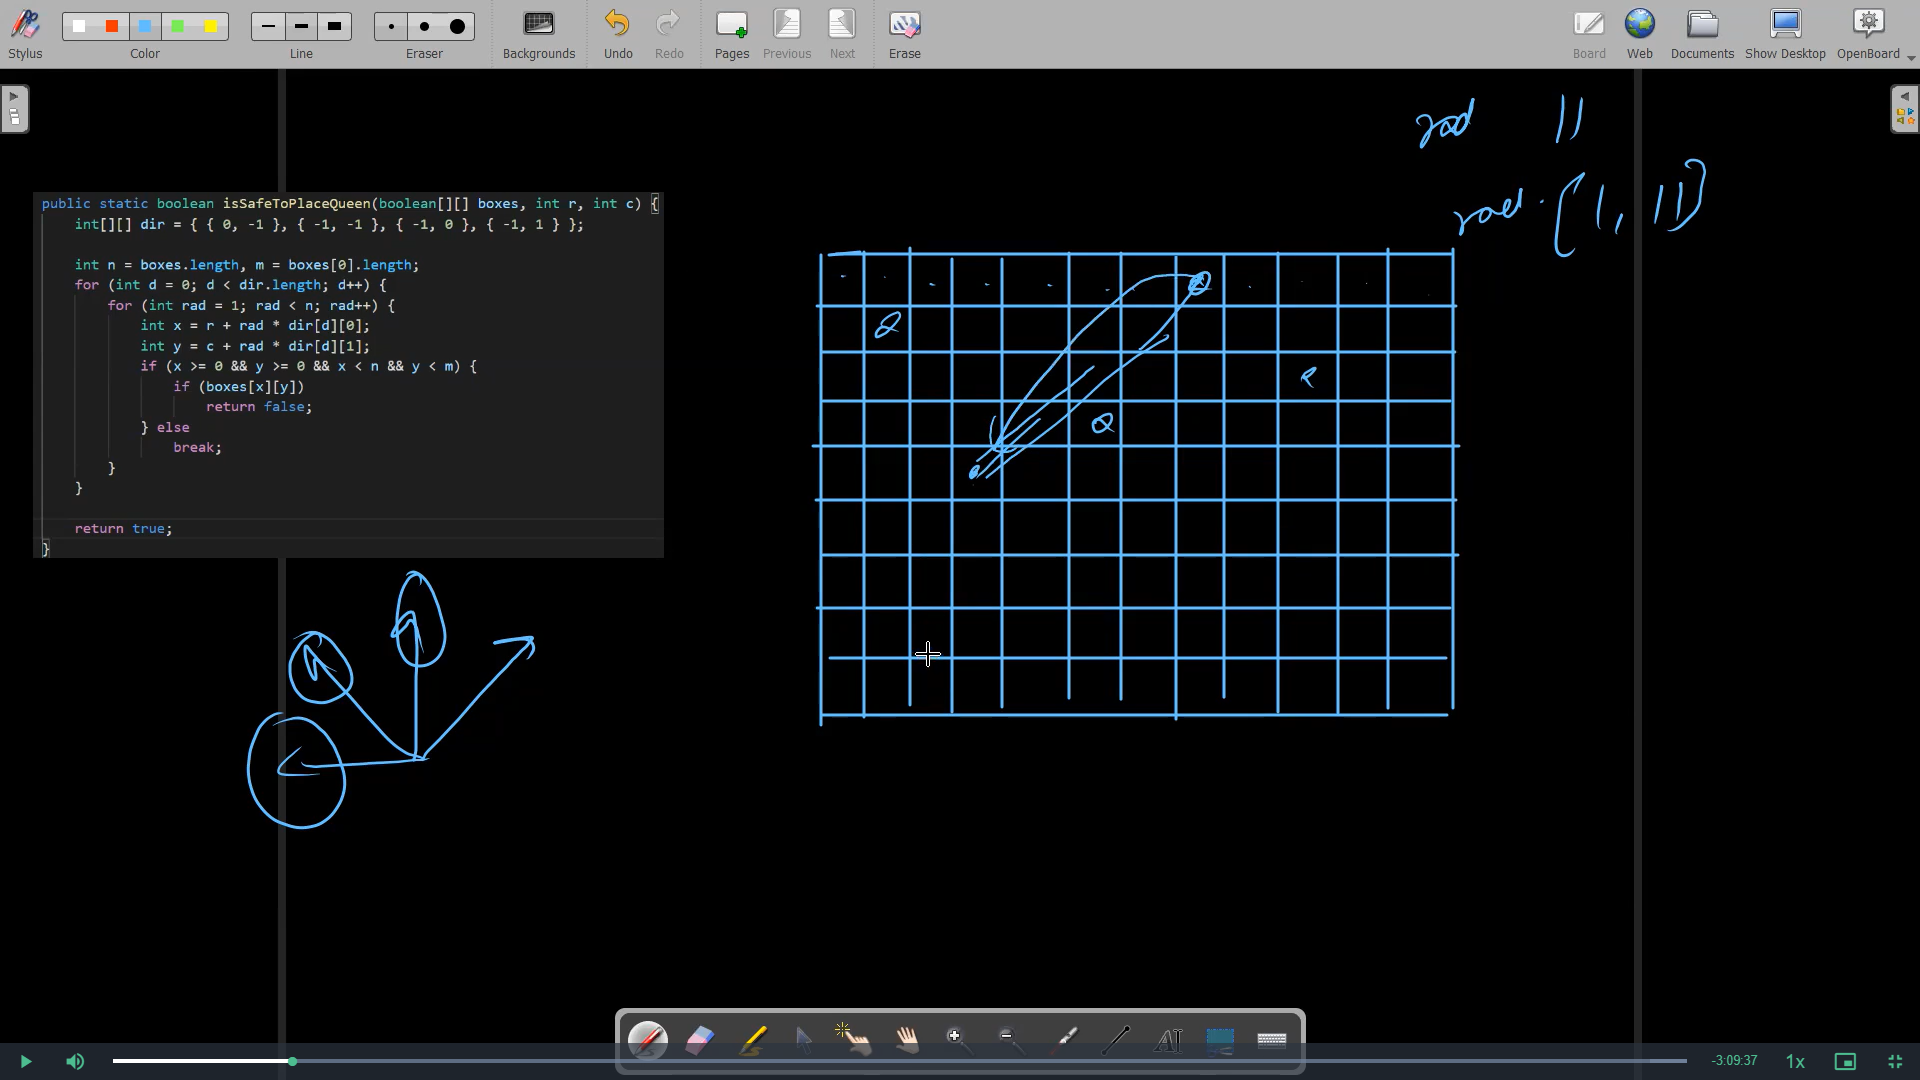 Stylus
Color
Line
Eraser
Backgrounds
Undo
Redo
Pages
Previous
Next
Erase
Board
Web
Documents
Show Desktop
OpenBoard
rad 11
rad · [1, 11]
public static boolean isSafeToPlaceQueen(boolean[][] boxes, int r, int c) {
int[][] dir = { { 0, -1 }, { -1, -1 }, { -1, 0 }, { -1, 1 } };
int n = boxes.length, m = boxes[0].length;
for (int d = 0; d < dir.length; d++) {
for (int rad = 1; rad < n; rad++) {
int x = r + rad * dir[d][0];
int y = c + rad * dir[d][1];
if (x >= 0 && y >= 0 && x < n && y < m) {
if (boxes[x][y])
return false;
} else
break;
}
}
return true;
}
-3:09:37
1x